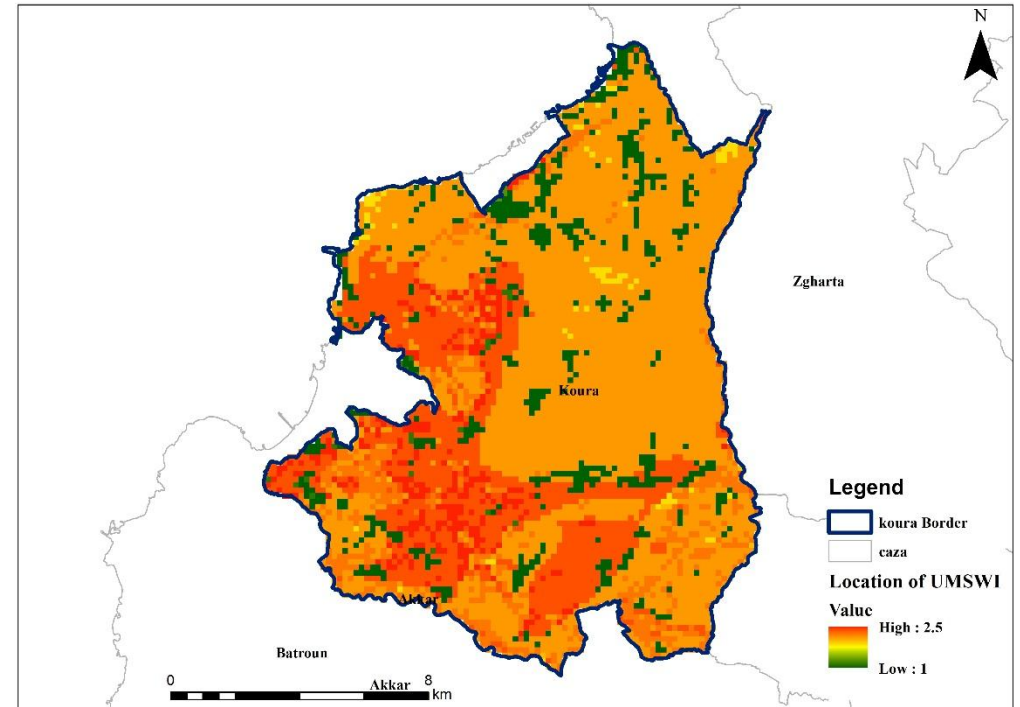 N
Zgharta
Koura
Legend
koura Border
caza
Location of UMSWI
Value
High : 2.5
Low : 1
Akkar
Batroun
Akkar
0 8
km